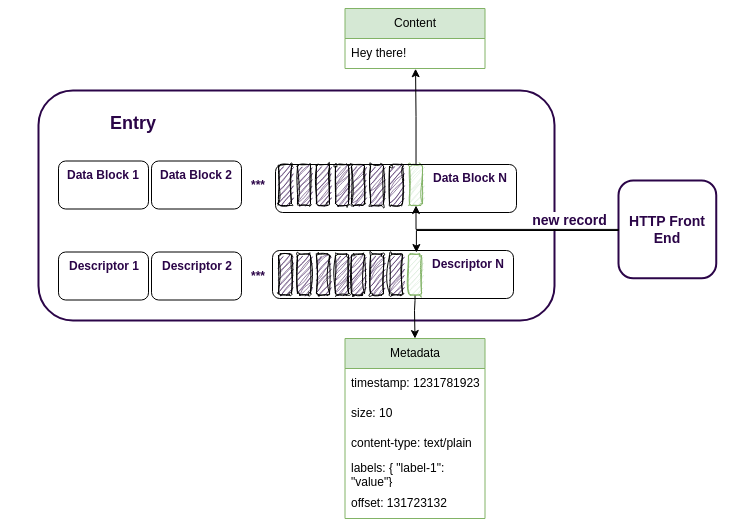 Content
Hey there!
Entry
Data Block 1
Data Block 2
***
Data Block N
new record
HTTP Front
End
Descriptor 1
Descriptor 2
***
Descriptor N
Metadata
timestamp: 1231781923
size: 10
content-type: text/plain
labels: { "label-1":
"value"}
offset: 131723132